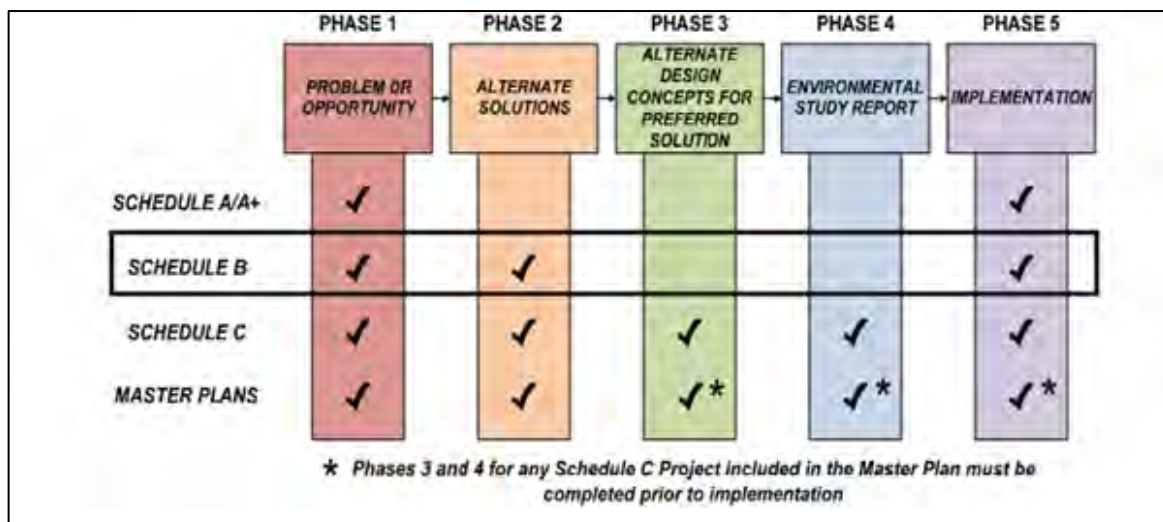 PHASE 1 PHASE 2 PHASE 3 PHASE 4 PHASE 5
PROBLEM OR
OPPORTUNITY
ALTERNATE
SOLUTIONS
ALTERNATE
DESIGN
CONCEPTS FOR
PREFERRED
SOLUTION
ENVIRONMENTAL
STUDY REPORT
IMPLEMENTATION
SCHEDULE A/A+ ✓ ✓
SCHEDULE B ✓ ✓ ✓
SCHEDULE C ✓ ✓ ✓ ✓ ✓
MASTER PLANS ✓ ✓ ✓* ✓* ✓*
* Phases 3 and 4 for any Schedule C Project included in the Master Plan must be
completed prior to implementation